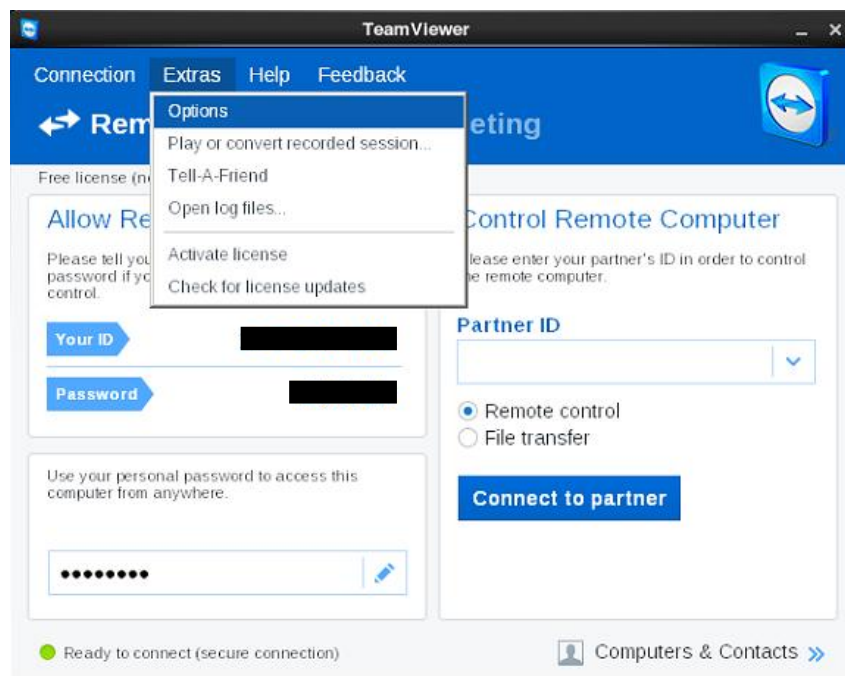 TeamViewer
Connection Extras Help Feedback
Rem
eting
Options
Play or convert recorded session...
Tell-A-Friend
Open log files...
Activate license
Check for license updates
Free license (n
Allow Re
Please tell you
password if yo
control.
Your ID
Password
Use your personal password to access this
computer from anywhere.
Control Remote Computer
lease enter your partner's ID in order to control
he remote computer.
Partner ID
Remote control
File transfer
Connect to partner
Ready to connect (secure connection)
Computers & Contacts